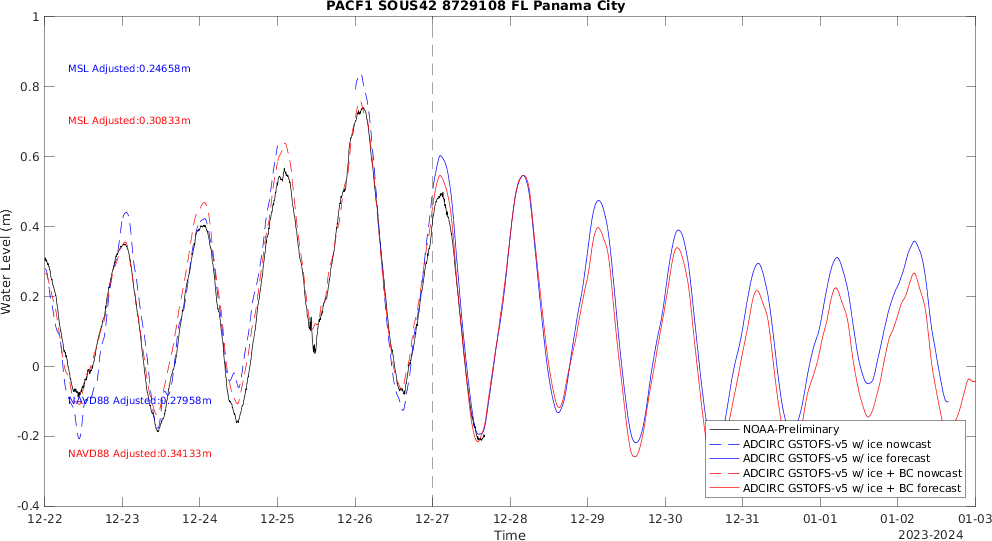 PACF1 SOUS42 8729108 FL Panama City
1
0.8
0.6
0.4
0.2
0
-0.2
-0.4
Water Level (m)
MSL Adjusted:0.24658m
MSL Adjusted:0.30833m
NAVD88 Adjusted:0.27958m
NAVD88 Adjusted:0.34133m
NOAA-Preliminary
ADCIRC GSTOFS-v5 w/ ice nowcast
ADCIRC GSTOFS-v5 w/ ice forecast
ADCIRC GSTOFS-v5 w/ ice + BC nowcast
ADCIRC GSTOFS-v5 w/ ice + BC forecast
12-22 12-23 12-24 12-25 12-26 12-27 12-28 12-29 12-30 12-31 01-01 01-02 01-03
Time
2023-2024